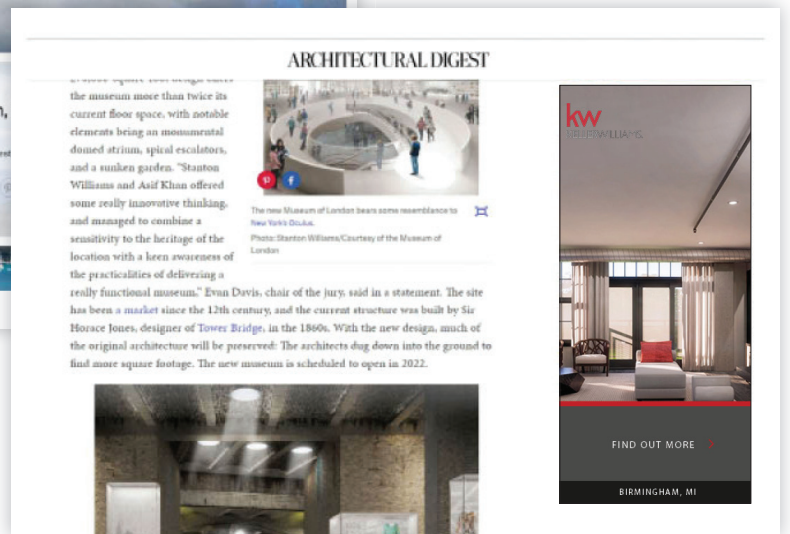 ARCHITECTURAL DIGEST
the museum more than twice its
current floor space, with notable
elements being an monumental
domed atrium, spiral escalators,
and a sunken garden. "Stanton
Williams and Asif Khan offered
some really innovative thinking,
and managed to combine a
sensitivity to the heritage of the
location with a keen awareness of
the practicalities of delivering a
really functional museum," Evan Davis, chair of the jury, said in a statement. The site
has been a market since the 12th century, and the current structure was built by Sir
Horace Jones, designer of Tower Bridge, in the 1860s. With the new design, much of
the original architecture will be preserved: The architects dug down into the ground to
find more square footage. The new museum is scheduled to open in 2022.
The new Museum of London bears some resemblance to
New York's Oculus.
Photo: Stanton Williams/Courtesy of the Museum of
London
kw
KELLERWILLIAMS
FIND OUT MORE
BIRMINGHAM, MI